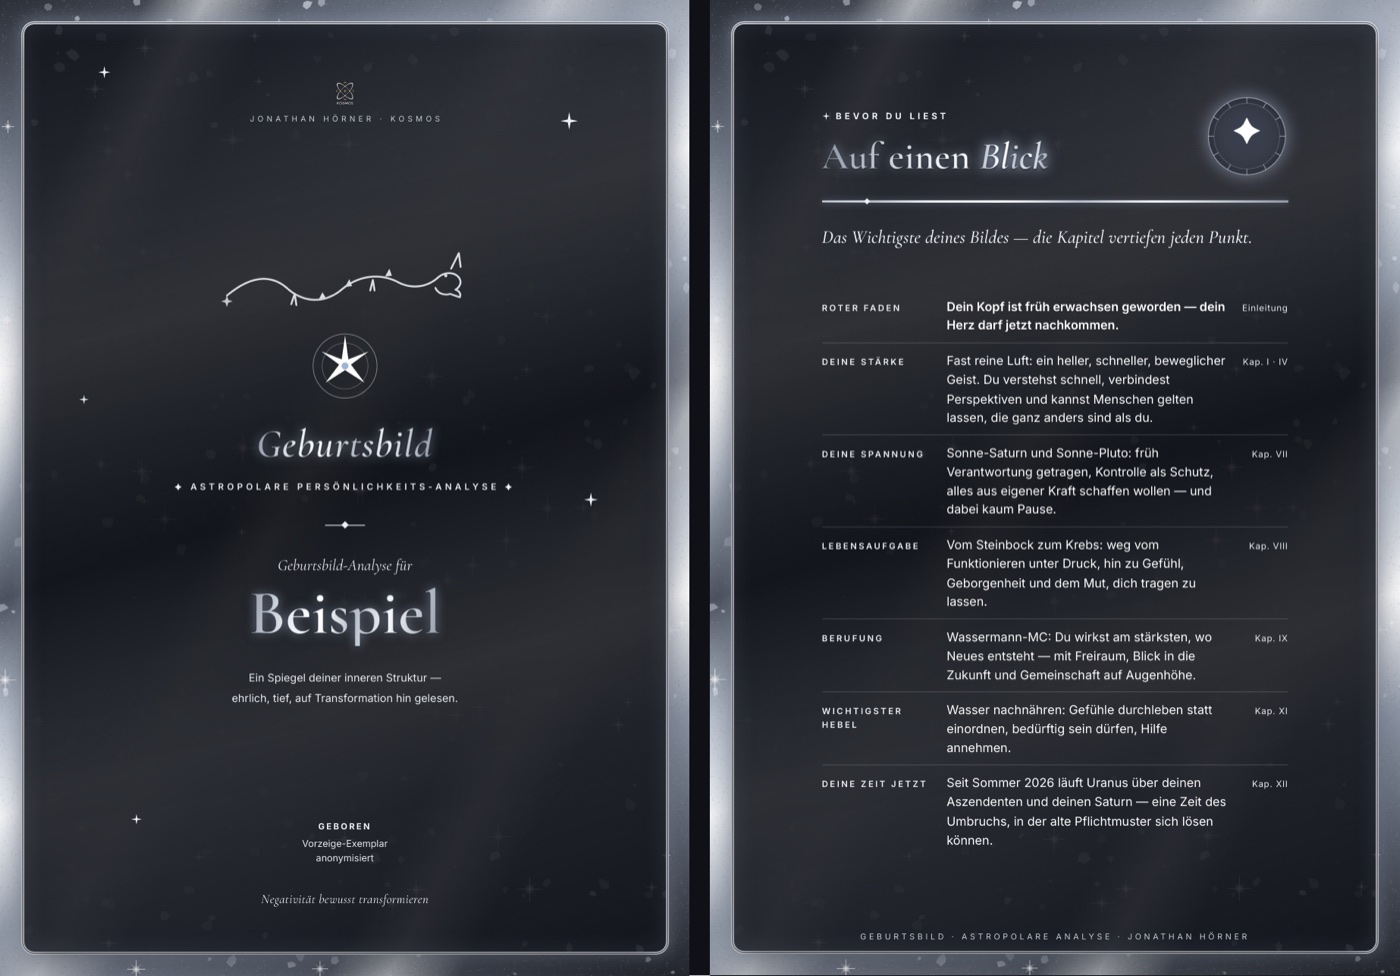 KOSMOS
JONATHAN HÖRNER · KOSMOS
Geburtsbild
✦ ASTROPOLARE PERSÖNLICHKEITS-ANALYSE ✦
Geburtsbild-Analyse für
Beispiel
Ein Spiegel deiner inneren Struktur —
ehrlich, tief, auf Transformation hin gelesen.
GEBOREN
Vorzeige-Exemplar
anonymisiert
Negativität bewusst transformieren
BEVOR DU LIEST
Auf einen Blick
Das Wichtigste deines Bildes — die Kapitel vertiefen jeden Punkt.
ROTER FADEN
Dein Kopf ist früh erwachsen geworden — dein
Herz darf jetzt nachkommen.
Einleitung
DEINE STÄRKE
Fast reine Luft: ein heller, schneller, beweglicher
Geist. Du verstehst schnell, verbindest
Perspektiven und kannst Menschen gelten
lassen, die ganz anders sind als du.
Kap. I · IV
DEINE SPANNUNG
Sonne-Saturn und Sonne-Pluto: früh
Verantwortung getragen, Kontrolle als Schutz,
alles aus eigener Kraft schaffen wollen — und
dabei kaum Pause.
Kap. VII
LEBENSAUFGABE
Vom Steinbock zum Krebs: weg vom
Funktionieren unter Druck, hin zu Gefühl,
Geborgenheit und dem Mut, dich tragen zu
lassen.
Kap. VIII
BERUFUNG
Wassermann-MC: Du wirkst am stärksten, wo
Neues entsteht — mit Freiraum, Blick in die
Zukunft und Gemeinschaft auf Augenhöhe.
Kap. IX
WICHTIGSTER
HEBEL
Wasser nachnähren: Gefühle durchleben statt
einordnen, bedürftig sein dürfen, Hilfe
annehmen.
Kap. XI
DEINE ZEIT JETZT
Seit Sommer 2026 läuft Uranus über deinen
Aszendenten und deinen Saturn — eine Zeit des
Umbruchs, in der alte Pflichtmuster sich lösen
können.
Kap. XII
GEBURTSBILD · ASTROPOLARE ANALYSE · JONATHAN HÖRNER